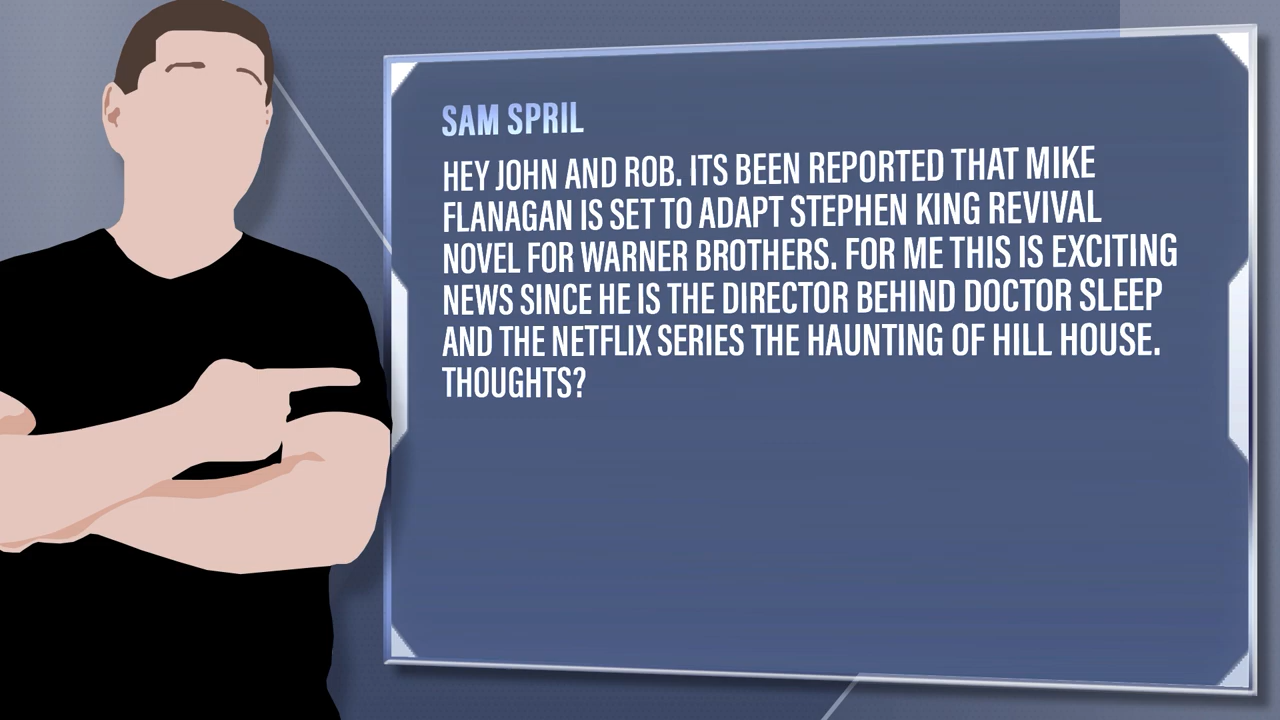 SAM SPRIL
HEY JOHN AND ROB. ITS BEEN REPORTED THAT MIKE
FLANAGAN IS SET TO ADAPT STEPHEN KING REVIVAL
NOVEL FOR WARNER BROTHERS. FOR ME THIS IS EXCITING
NEWS SINCE HE IS THE DIRECTOR BEHIND DOCTOR SLEEP
AND THE NETFLIX SERIES THE HAUNTING OF HILL HOUSE.
THOUGHTS?